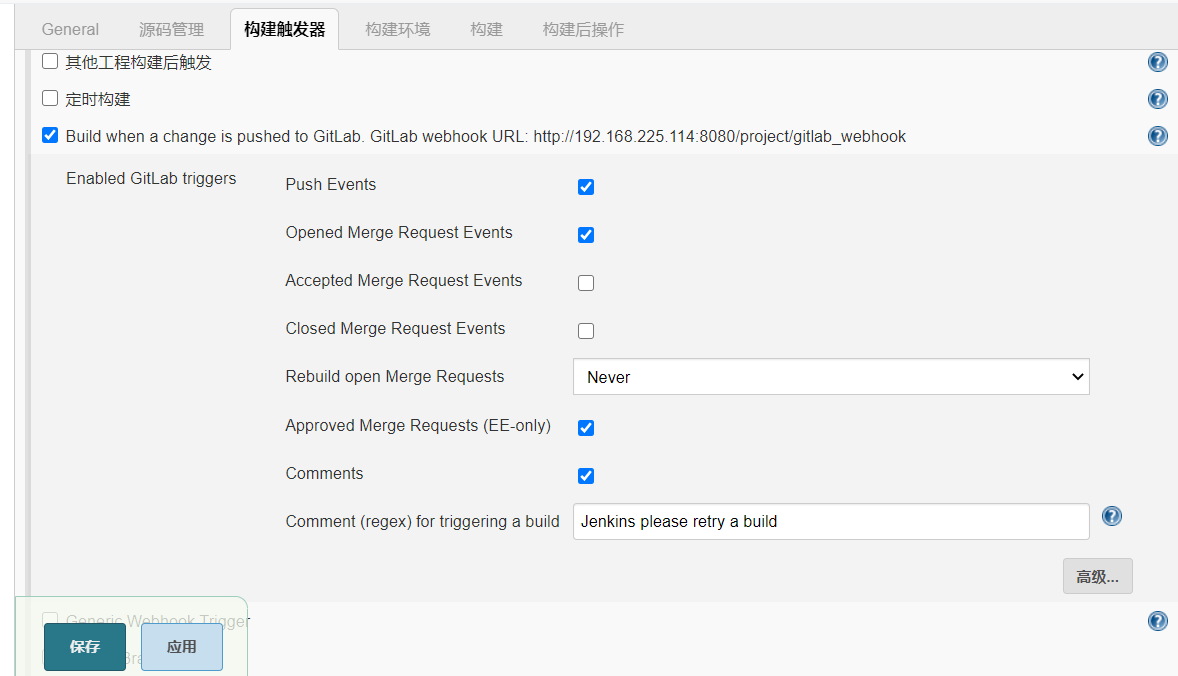 General 源码管理 构建触发器 构建环境 构建 构建后操作
其他工程构建后触发
定时构建
Build when a change is pushed to GitLab. GitLab webhook URL: http://192.168.225.114:8080/project/gitlab_webhook
Enabled GitLab triggers
Push Events
Opened Merge Request Events
Accepted Merge Request Events
Closed Merge Request Events
Rebuild open Merge Requests Never
Approved Merge Requests (EE-only)
Comments
Comment (regex) for triggering a build Jenkins please retry a build
高级...
Generic Webhook Trigger
保存 应用